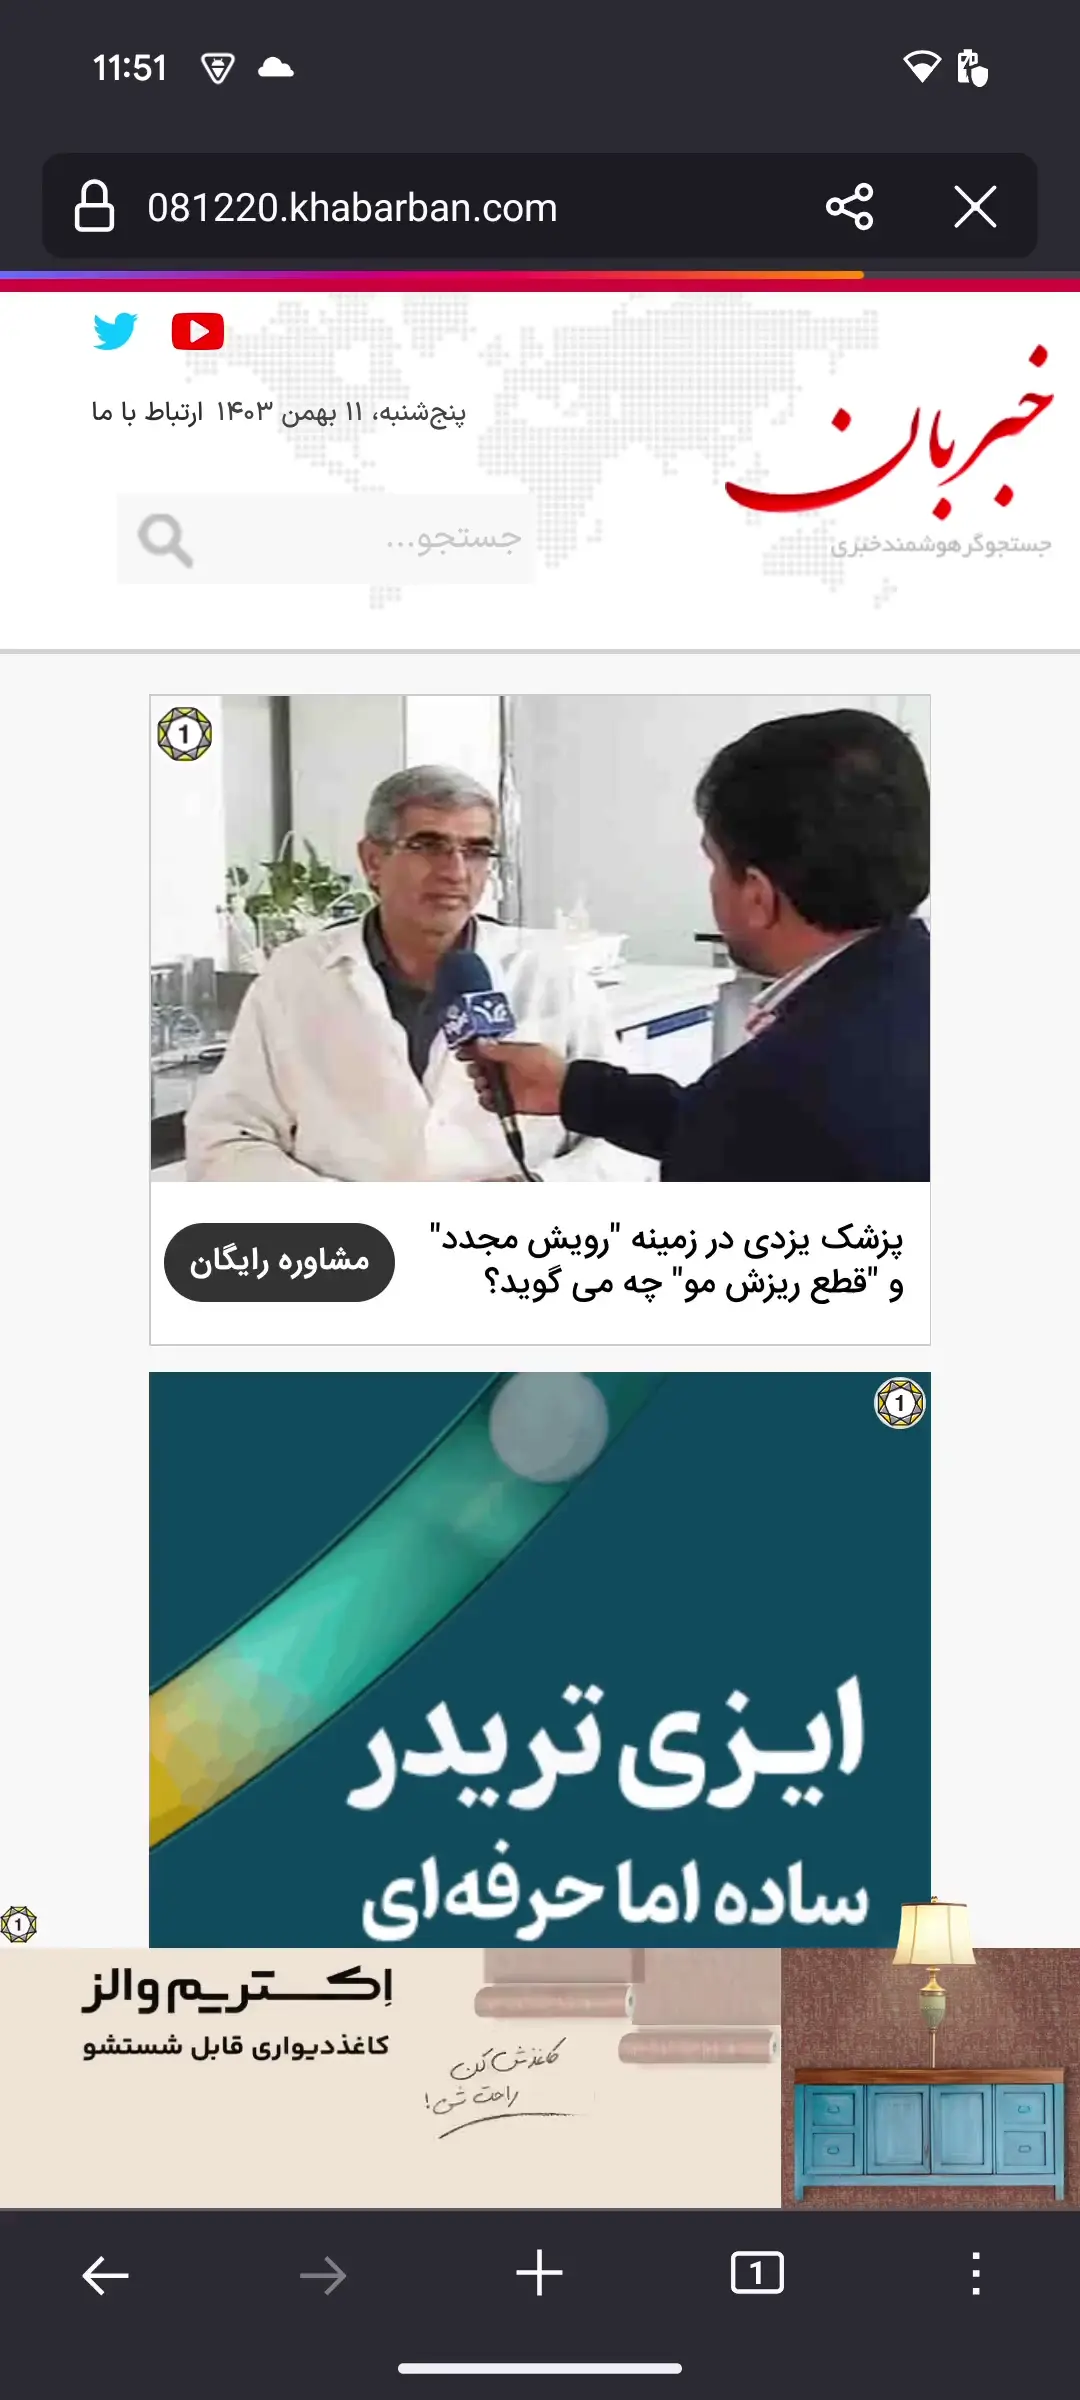 11:51
081220.khabarban.com
خبربان
جستجوگر هوشمند خبری
پنج‌شنبه، ۱۱ بهمن ۱۴۰۳ ارتباط با ما
جستجو...
1
پزشک یزدی در زمینه "رویش مجدد"
و "قطع ریزش مو" چه می گوید؟
مشاوره رایگان
1
ایزی تریدر
ساده اما حرفه‌ای
1
اکستریم والز
کاغذدیواری قابل شستشو
کاغذش کن
راحت شی!
1